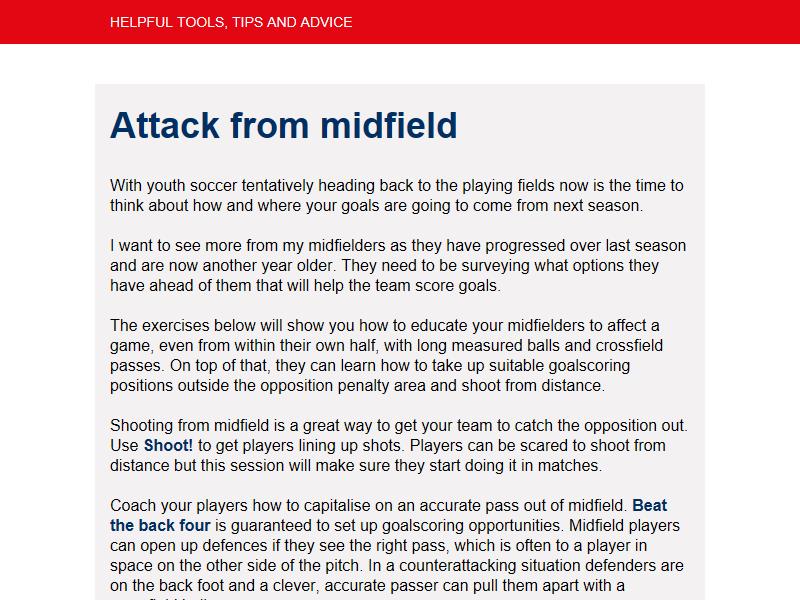 HELPFUL TOOLS, TIPS AND ADVICE
Attack from midfield
With youth soccer tentatively heading back to the playing fields now is the time to
think about how and where your goals are going to come from next season.
I want to see more from my midfielders as they have progressed over last season
and are now another year older. They need to be surveying what options they
have ahead of them that will help the team score goals.
The exercises below will show you how to educate your midfielders to affect a
game, even from within their own half, with long measured balls and crossfield
passes. On top of that, they can learn how to take up suitable goalscoring
positions outside the opposition penalty area and shoot from distance.
Shooting from midfield is a great way to get your team to catch the opposition out.
Use Shoot! to get players lining up shots. Players can be scared to shoot from
distance but this session will make sure they start doing it in matches.
Coach your players how to capitalise on an accurate pass out of midfield. Beat
the back four is guaranteed to set up goalscoring opportunities. Midfield players
can open up defences if they see the right pass, which is often to a player in
space on the other side of the pitch. In a counterattacking situation defenders are
on the back foot and a clever, accurate passer can pull them apart with a